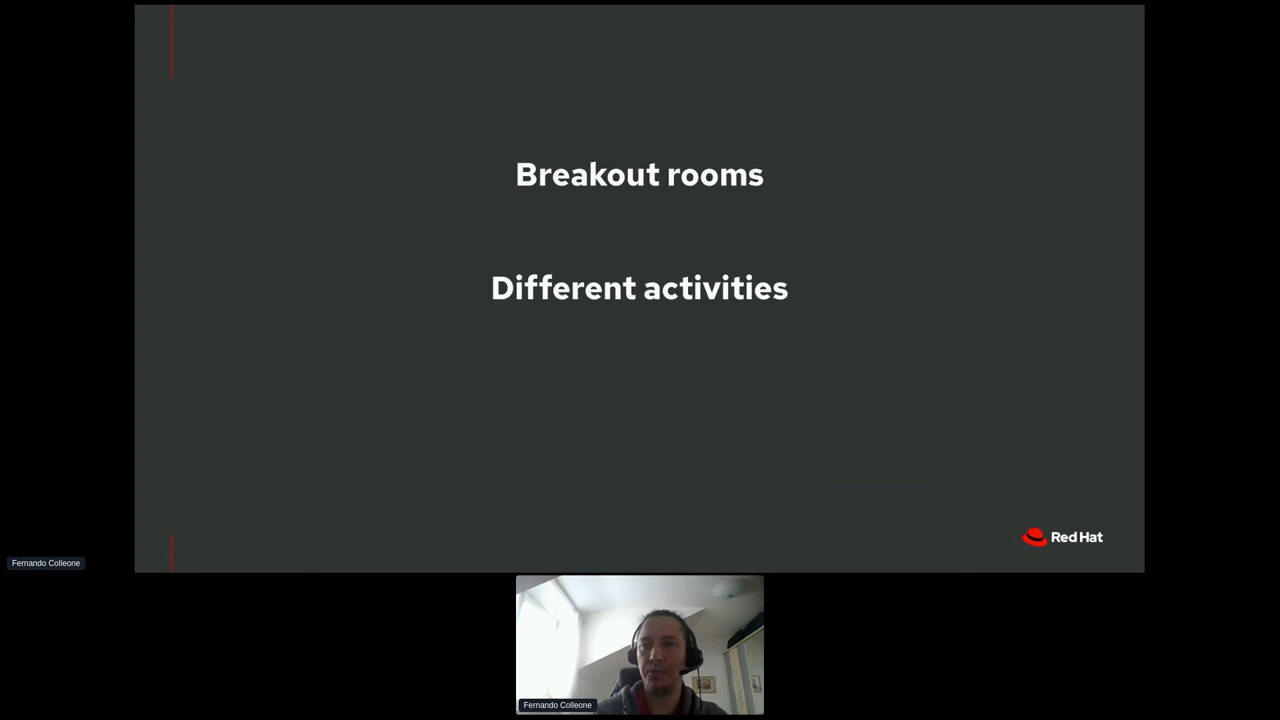 Breakout rooms
Different activities
Red Hat
Fernando Colleone
Fernando Colleone